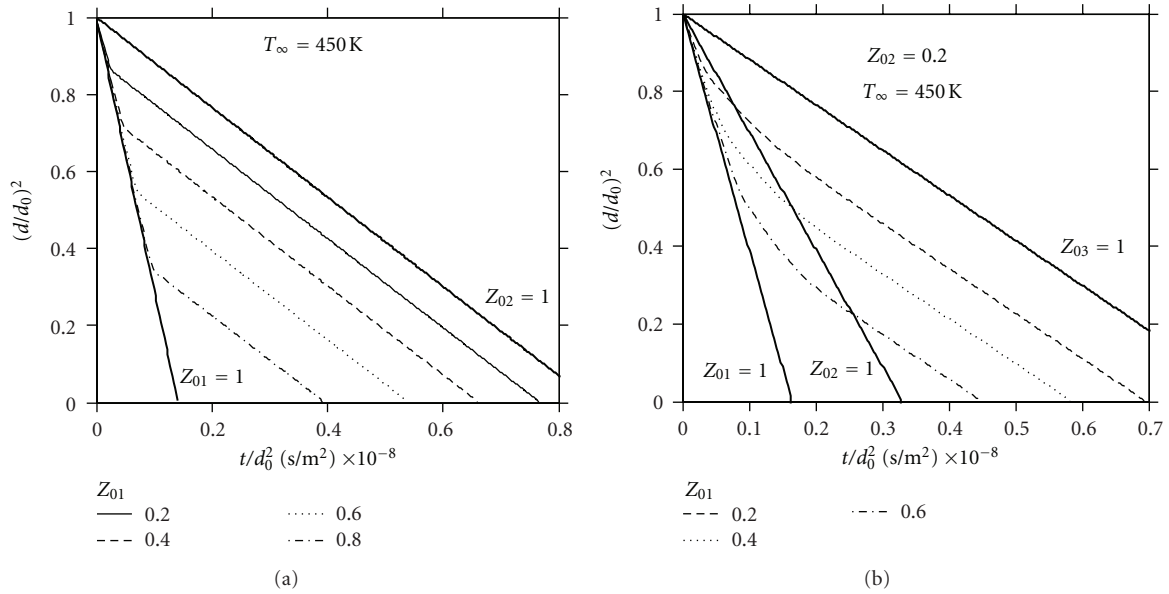 1
0.8
0.6
0.4
0.2
0
(d/d₀)²
T∞ = 450 K
Z₀₂ = 1
Z₀₁ = 1
0 0.2 0.4 0.6 0.8
t/d₀² (s/m²) ×10⁻⁸
Z₀₁
0.2 0.6
0.4 0.8
(a)
1
0.8
0.6
0.4
0.2
0
(d/d₀)²
Z₀₂ = 0.2
T∞ = 450 K
Z₀₃ = 1
Z₀₁ = 1 Z₀₂ = 1
0 0.1 0.2 0.3 0.4 0.5 0.6 0.7
t/d₀² (s/m²) ×10⁻⁸
Z₀₁
0.2 0.6
0.4
(b)